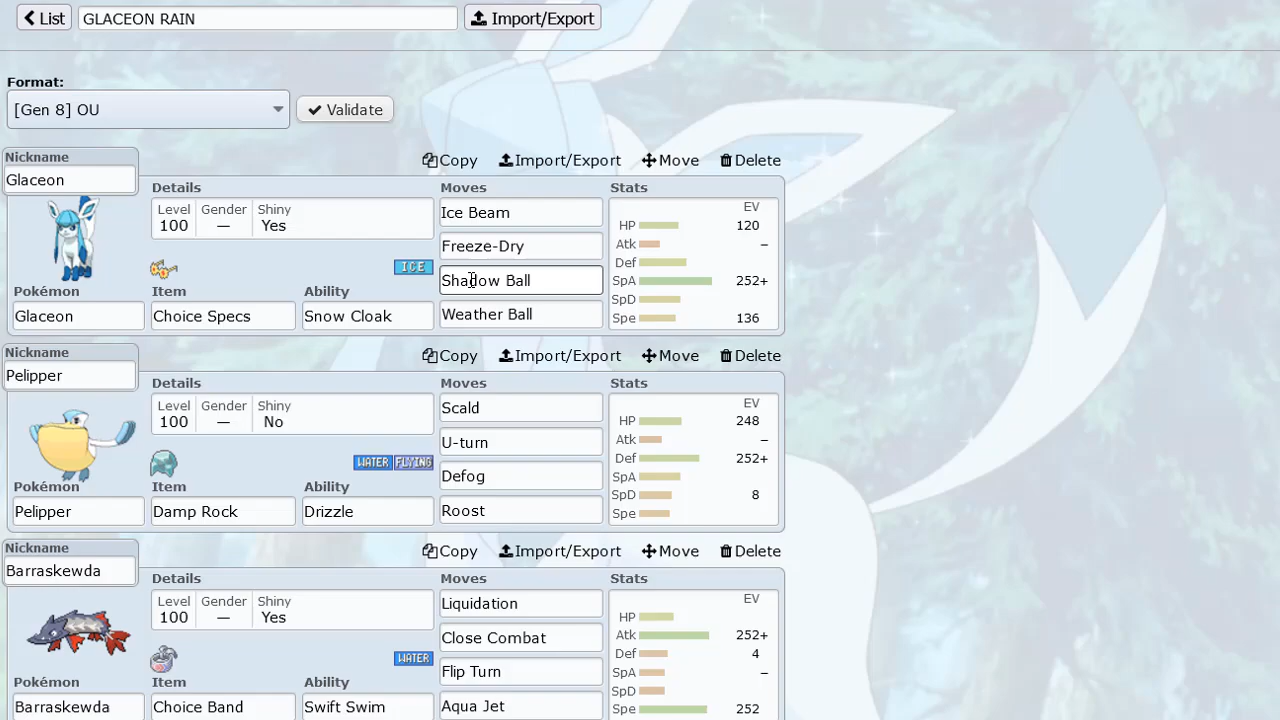 List
GLACEON RAIN
Import/Export
Format:
[Gen 8] OU
Validate
Nickname
Glaceon
Copy
Import/Export
Move
Delete
Details
Level
100
Gender
—
Shiny
Yes
ICE
Pokémon
Glaceon
Item
Choice Specs
Ability
Snow Cloak
Moves
Ice Beam
Freeze-Dry
Shadow Ball
Weather Ball
Stats
EV
HP 120
Atk –
Def
SpA 252+
SpD
Spe 136
Nickname
Pelipper
Copy
Import/Export
Move
Delete
Details
Level
100
Gender
—
Shiny
No
WATER FLYING
Pokémon
Pelipper
Item
Damp Rock
Ability
Drizzle
Moves
Scald
U-turn
Defog
Roost
Stats
EV
HP 248
Atk –
Def 252+
SpA
SpD 8
Spe
Nickname
Barraskewda
Copy
Import/Export
Move
Delete
Details
Level
100
Gender
—
Shiny
Yes
WATER
Pokémon
Barraskewda
Item
Choice Band
Ability
Swift Swim
Moves
Liquidation
Close Combat
Flip Turn
Aqua Jet
Stats
EV
HP
Atk 252+
Def 4
SpA –
SpD
Spe 252